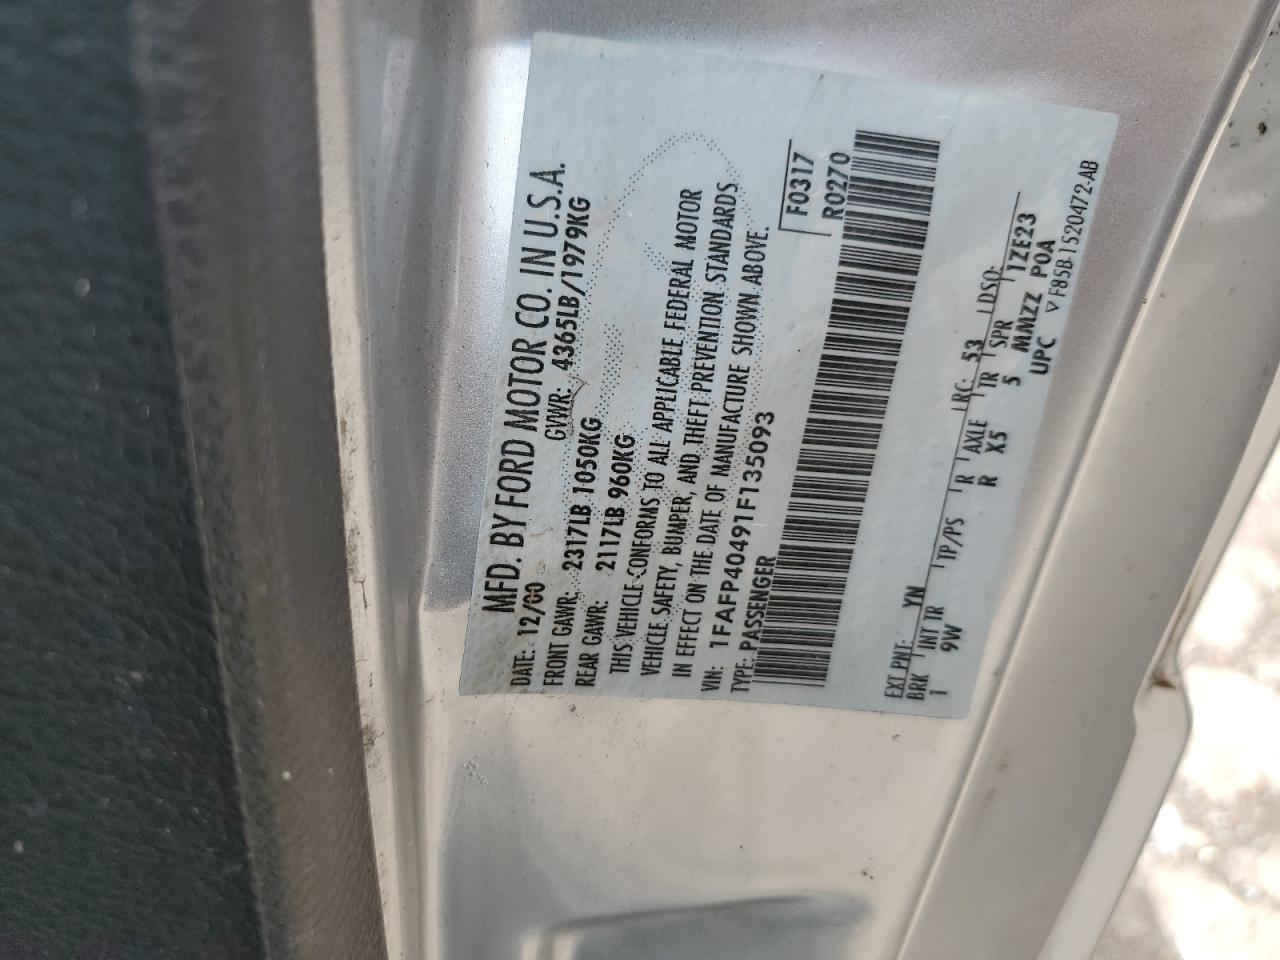 MFD. BY FORD MOTOR CO. IN U.S.A.
DATE: 12/00 GVWR: 4365LB/1979KG
FRONT GAWR: 2317LB 1050KG
REAR GAWR: 2117LB 960KG
THIS VEHICLE CONFORMS TO ALL APPLICABLE FEDERAL MOTOR
VEHICLE SAFETY, BUMPER, AND THEFT PREVENTION STANDARDS
IN EFFECT ON THE DATE OF MANUFACTURE SHOWN ABOVE.
VIN: 1FAFP40491F135093 F0317
TYPE: PASSENGER R0270
EXT PNT: YN RC: 53 DSO:
BRK INT TR TP/PS R AXLE TR SPR 1ZE23
1 9W R X5 5 MMZZ P0A
UPC ▽ F85B-1520472-AB